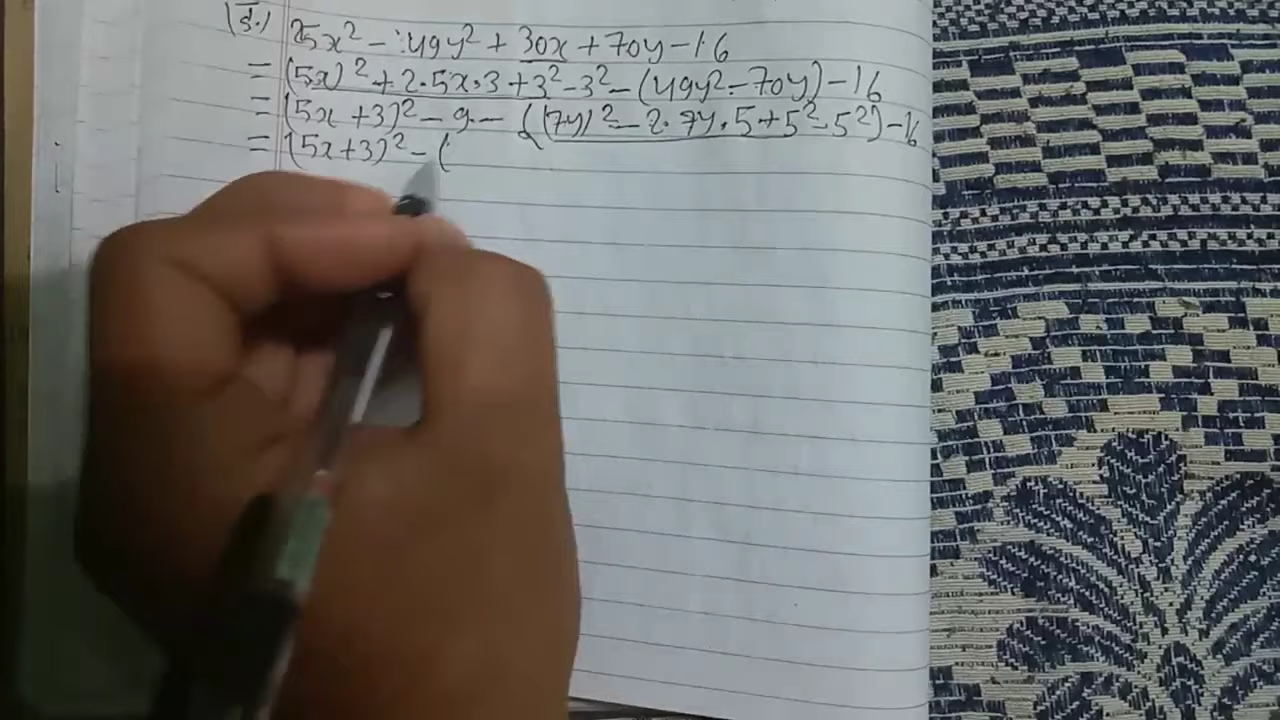 (ङ.) 25x² - 49y² + 30x + 70y - 16
= (5x)² + 2.5x.3 + 3² - 3² - (49y² - 70y) - 16
= (5x + 3)² - 9 - ((7y)² - 2.7y.5 + 5² - 5²) - 16
= (5x+3)² - (